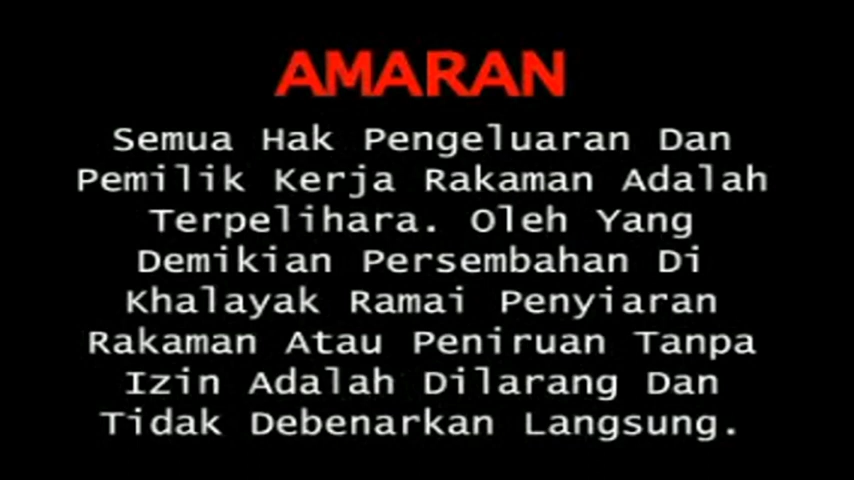 AMARAN
Semua Hak Pengeluaran Dan
Pemilik Kerja Rakaman Adalah
Terpelihara. Oleh Yang
Demikian Persembahan Di
Khalayak Ramai Penyiaran
Rakaman Atau Peniruan Tanpa
Izin Adalah Dilarang Dan
Tidak Debenarkan Langsung.